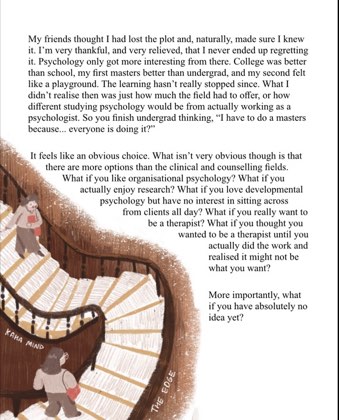 My friends thought I had lost the plot and, naturally, made sure I knew
it. I'm very thankful, and very relieved, that I never ended up regretting
it. Psychology only got more interesting from there. College was better
than school, my first masters better than undergrad, and my second felt
like a playground. The learning hasn't really stopped since. What I
didn't realise then was just how much the field had to offer, or how
different studying psychology would be from actually working as a
psychologist. So you finish undergrad thinking, "I have to do a masters
because... everyone is doing it?"
It feels like an obvious choice. What isn't very obvious though is that
there are more options than the clinical and counselling fields.
What if you like organisational psychology? What if you
actually enjoy research? What if you love developmental
psychology but have no interest in sitting across
from clients all day? What if you really want to
be a therapist? What if you thought you
wanted to be a therapist until you
actually did the work and
realised it might not be
what you want?
More importantly, what
if you have absolutely no
idea yet?
KOHA MIND
THE EDGE